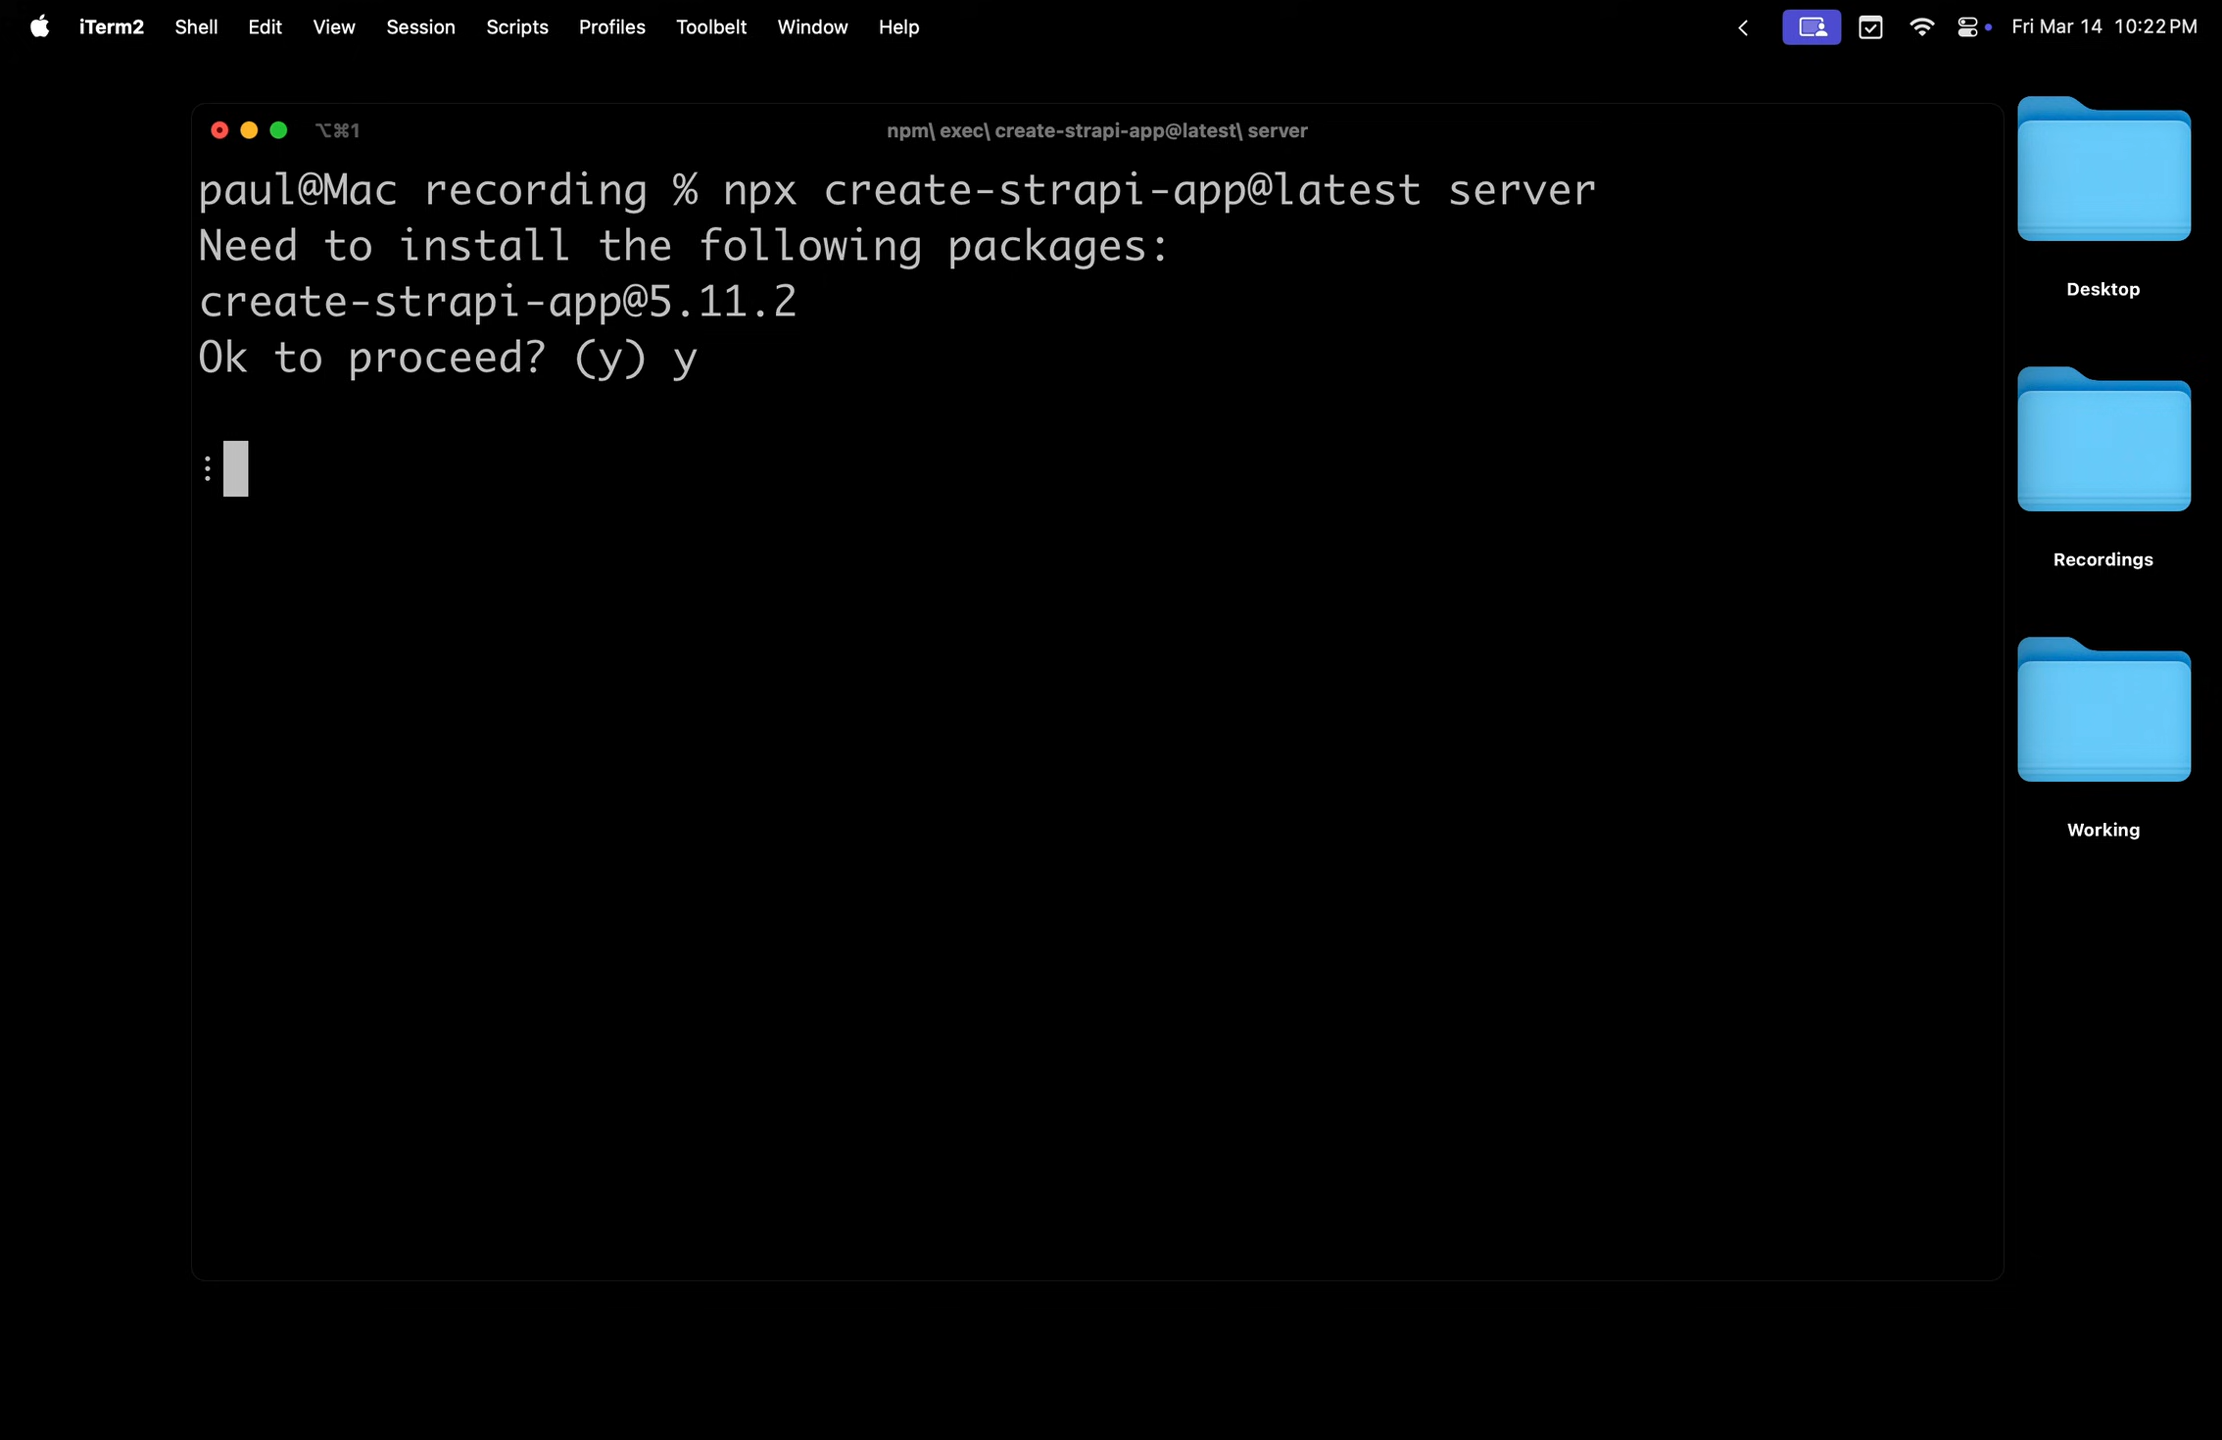 iTerm2 Shell Edit View Session Scripts Profiles Toolbelt Window Help Fri Mar 14 10:22 PM
⌥⌘1 npm\ exec\ create-strapi-app@latest\ server
paul@Mac recording % npx create-strapi-app@latest server
Need to install the following packages:
create-strapi-app@5.11.2
Ok to proceed? (y) y
Desktop
Recordings
Working